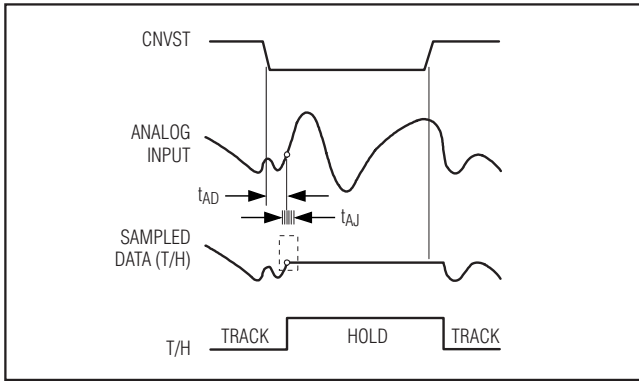 CNVST
ANALOG
INPUT
tAD
tAJ
SAMPLED
DATA (T/H)
TRACK HOLD TRACK
T/H